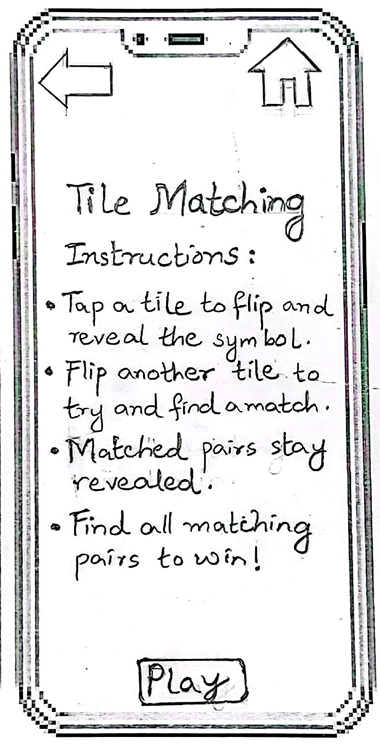 Tile Matching
Instructions:
• Tap a tile to flip and
reveal the symbol.
• Flip another tile to
try and find a match.
• Matched pairs stay
revealed.
• Find all matching
pairs to win!
Play